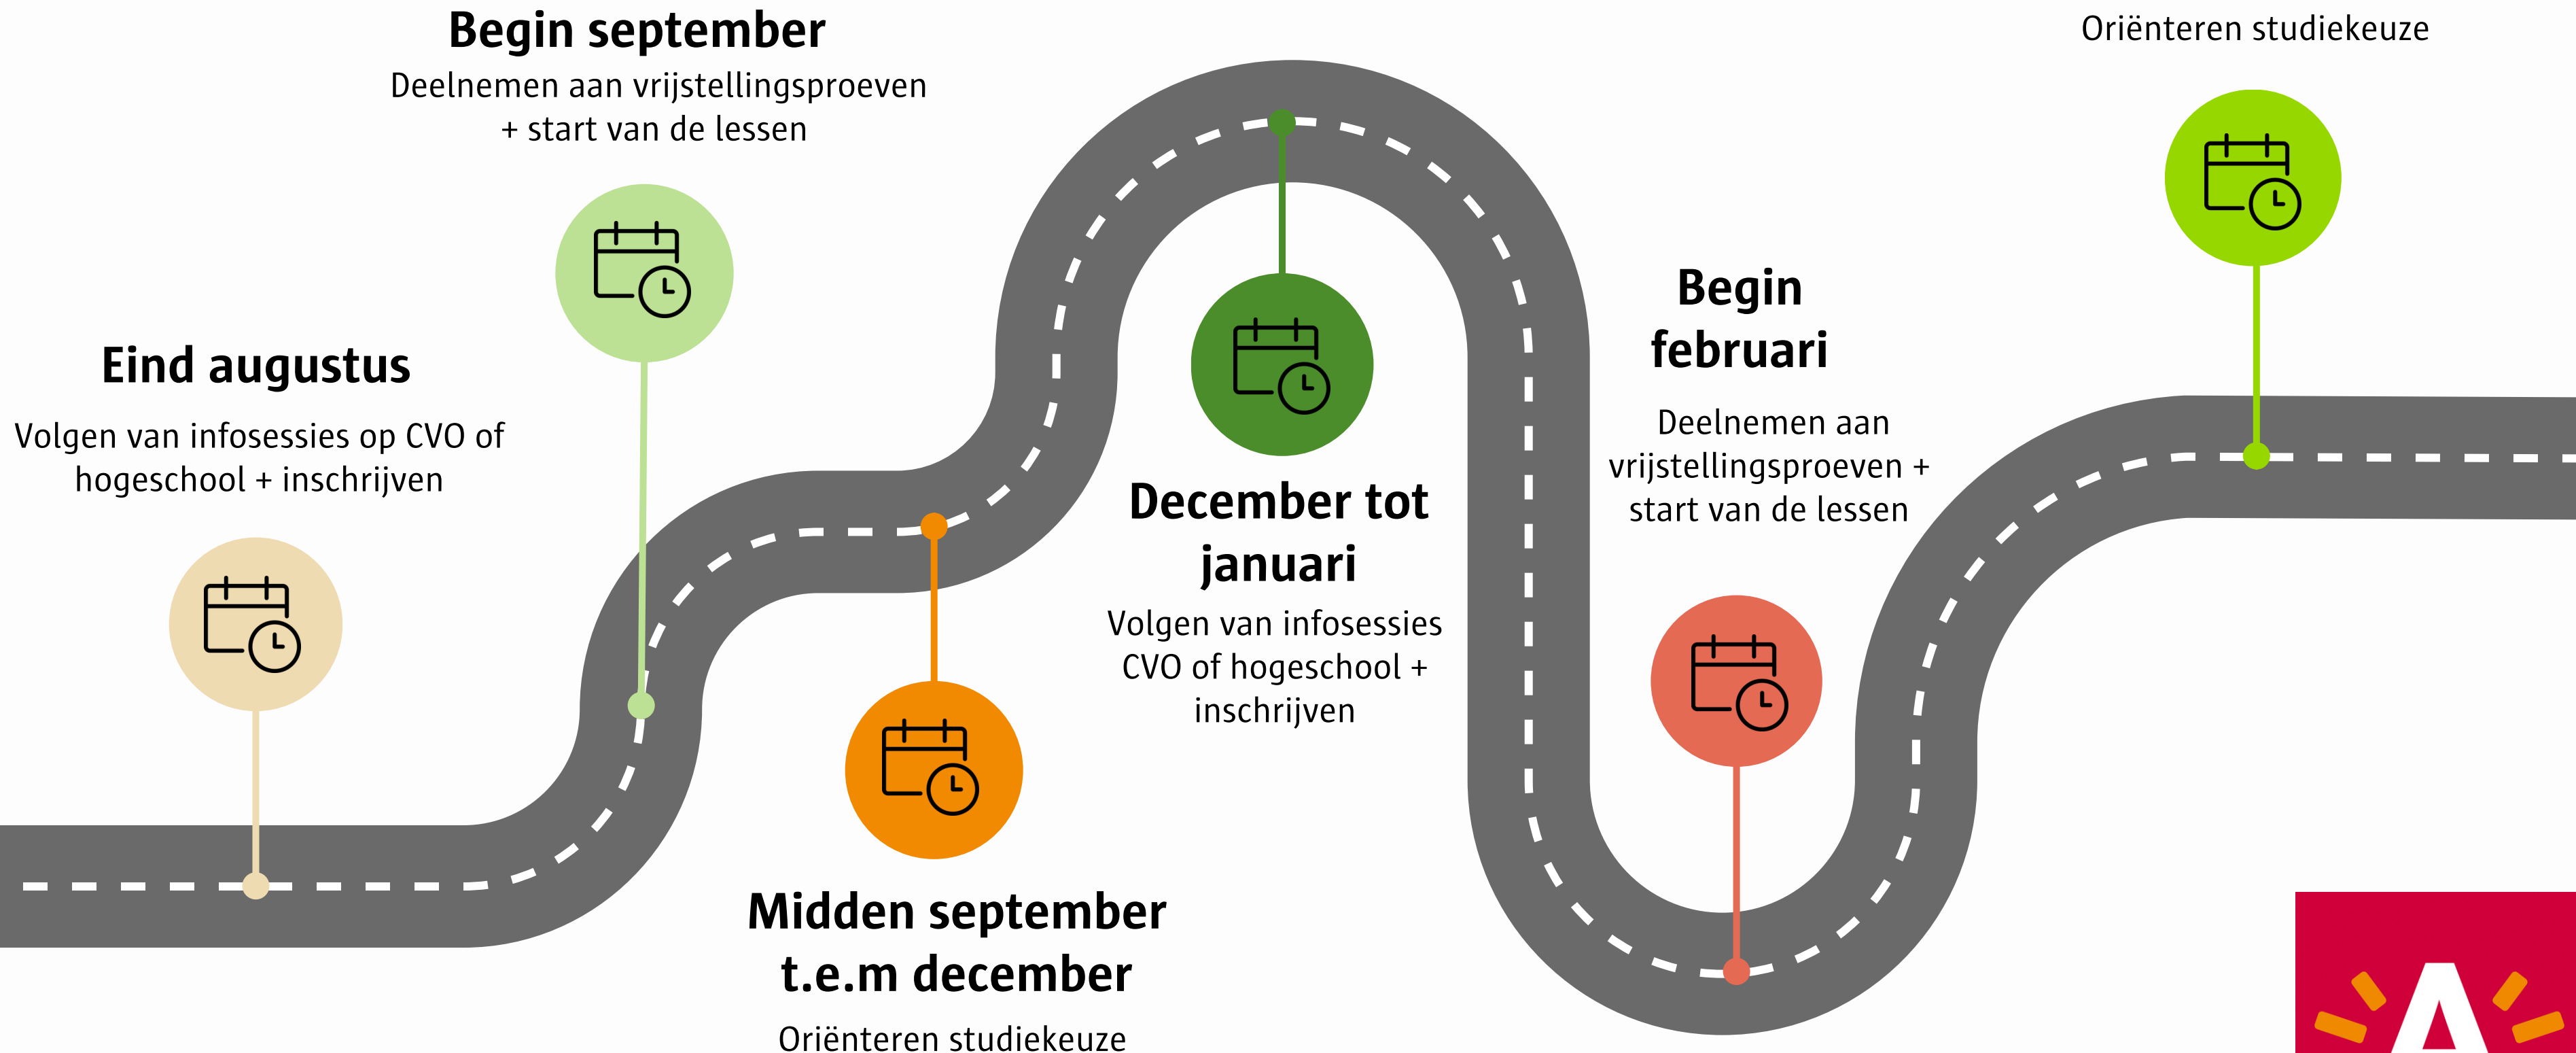 Eind augustus
Volgen van infosessies op CVO of
hogeschool + inschrijven
Begin september
Deelnemen aan vrijstellingsproeven
+ start van de lessen
Midden september
t.e.m december
Oriënteren studiekeuze
December tot
januari
Volgen van infosessies
CVO of hogeschool +
inschrijven
Begin
februari
Deelnemen aan
vrijstellingsproeven +
start van de lessen
Oriënteren studiekeuze
A